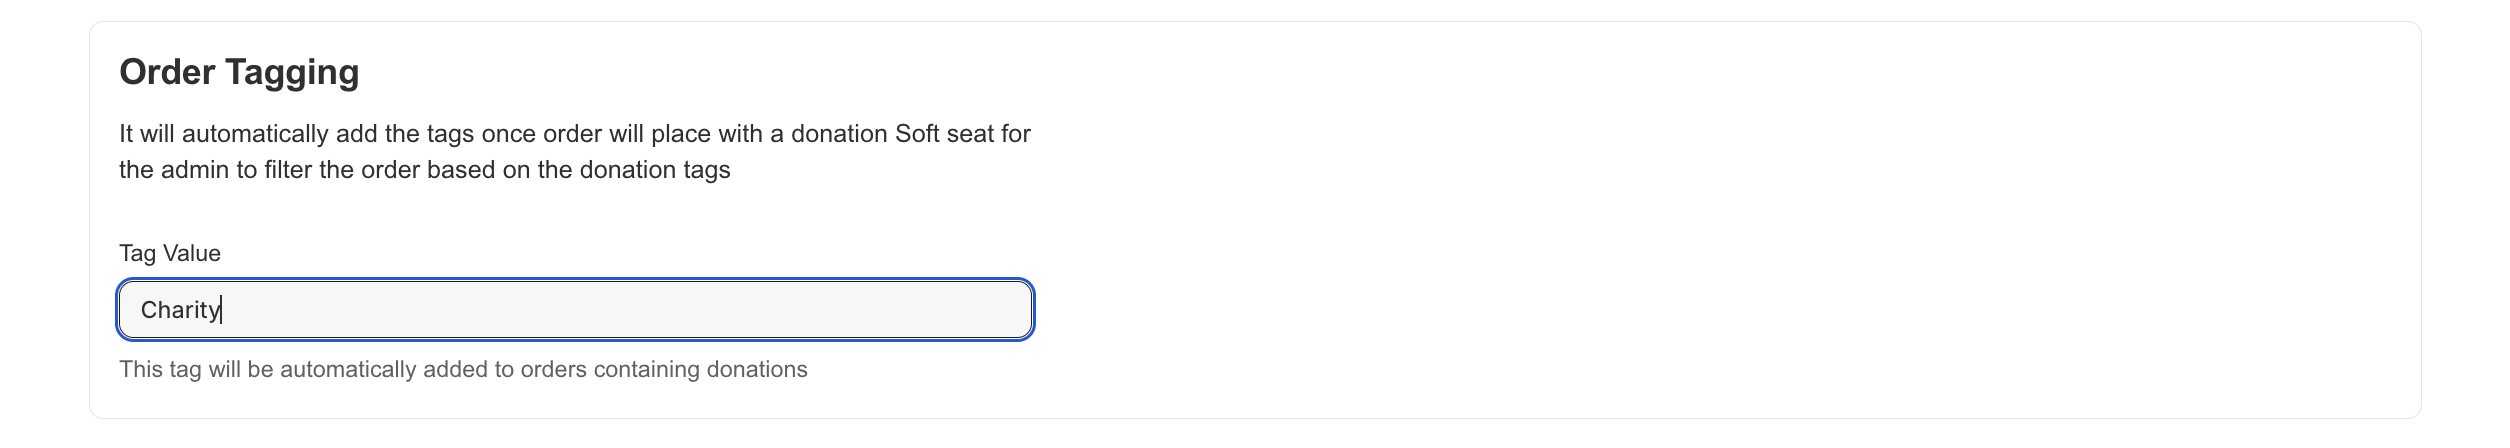 Order Tagging
It will automatically add the tags once order will place with a donation Soft seat for
the admin to filter the order based on the donation tags
Tag Value
Charity
This tag will be automatically added to orders containing donations